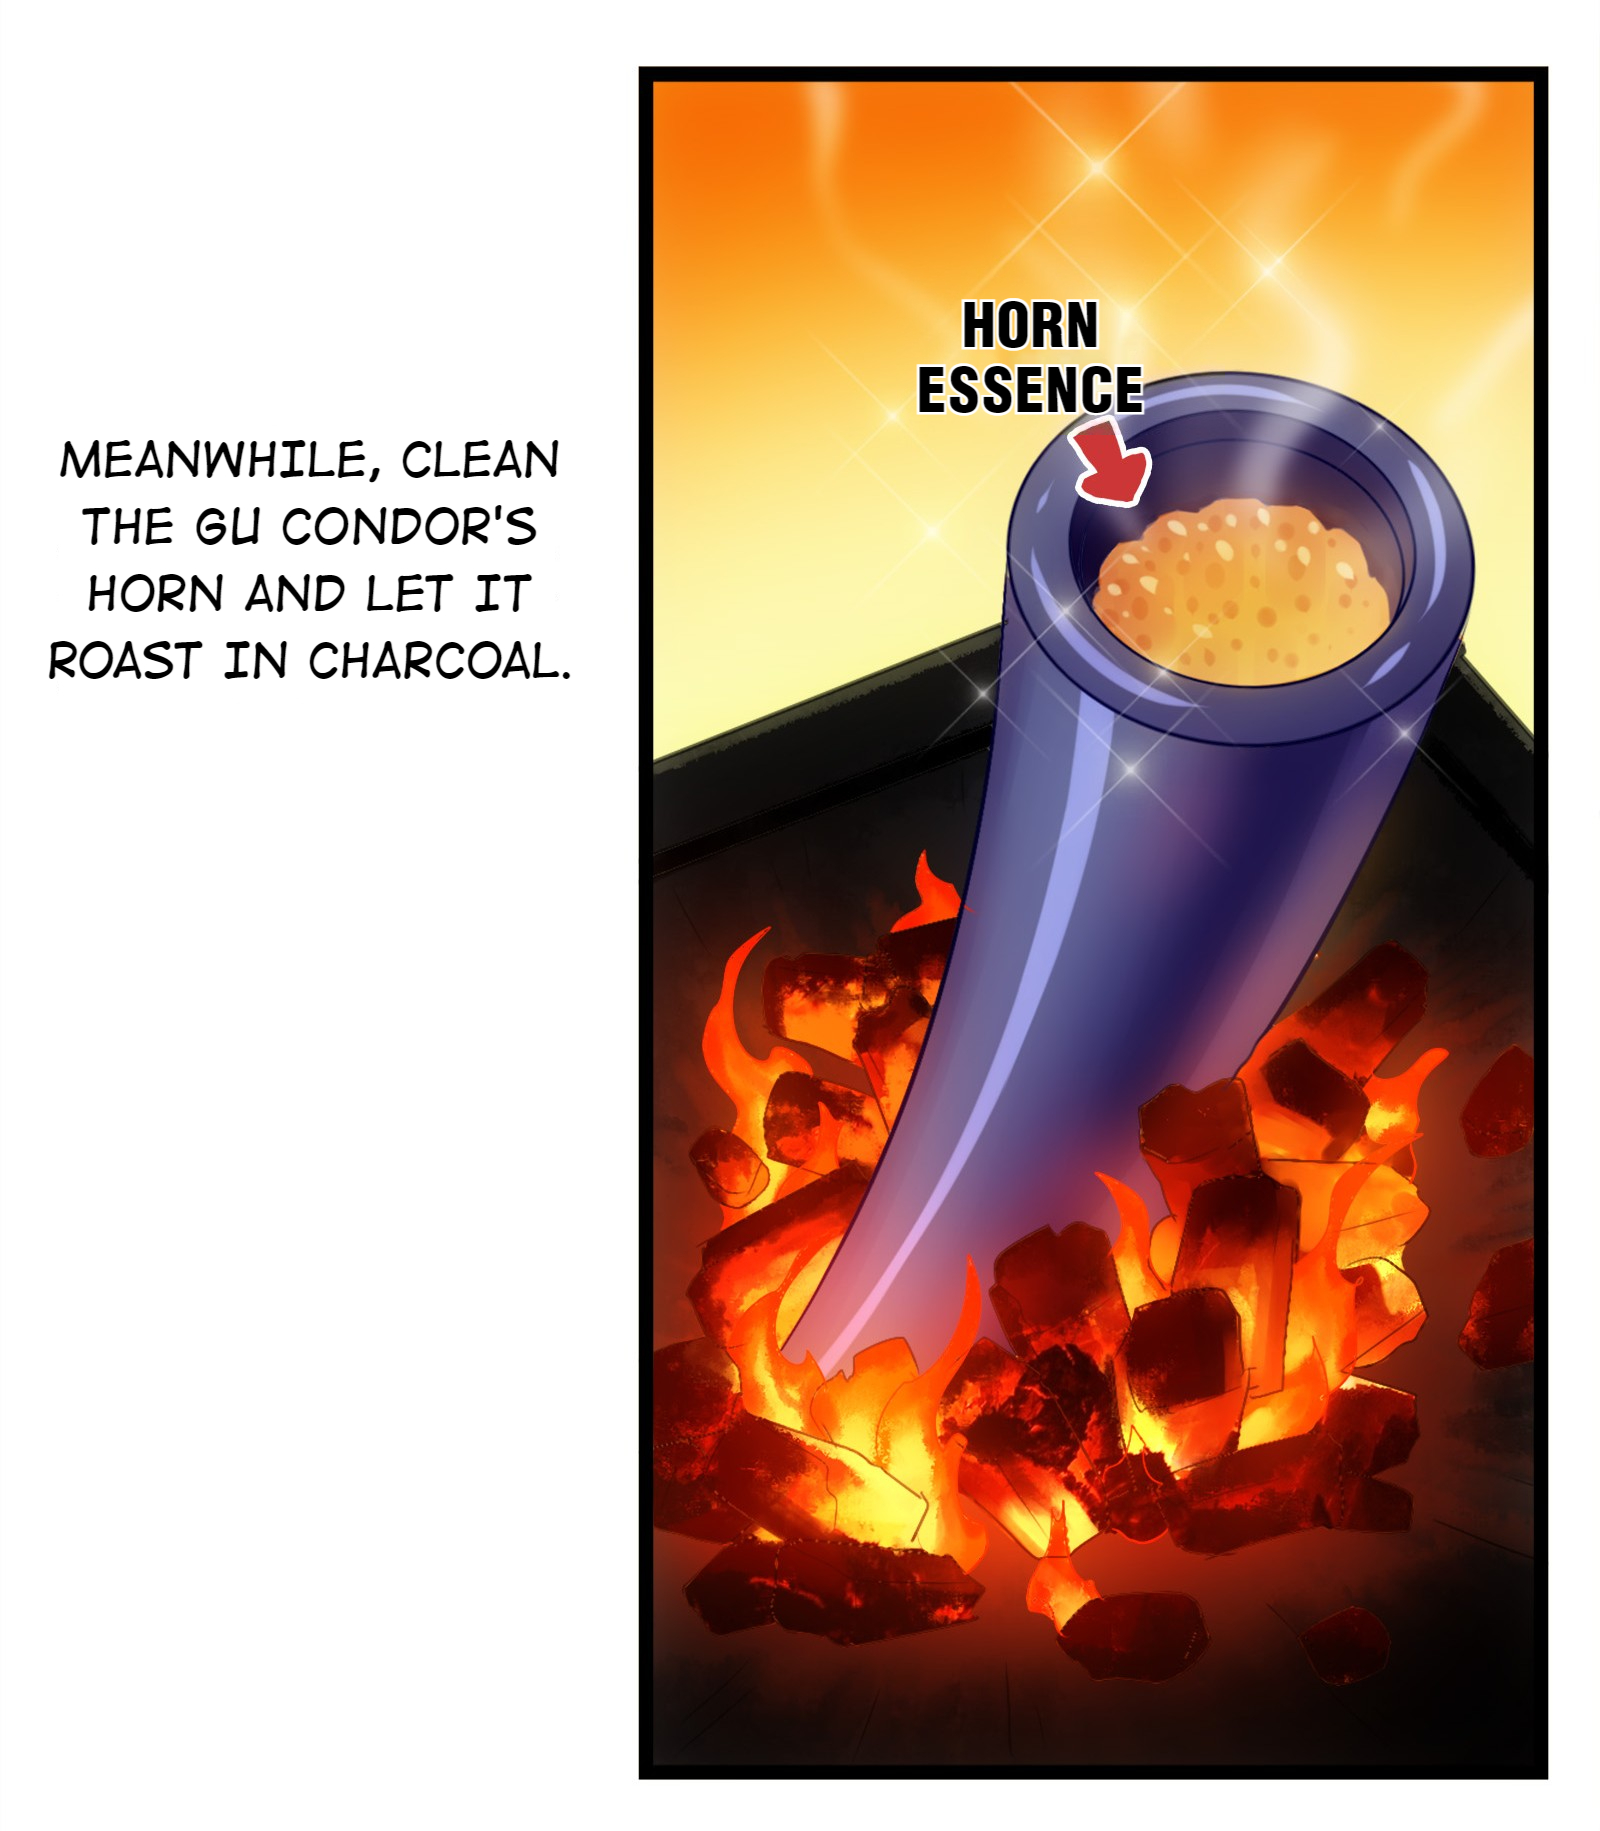 MEANWHILE, CLEAN
THE GU CONDOR'S
HORN AND LET IT
ROAST IN CHARCOAL.
HORN
ESSENCE